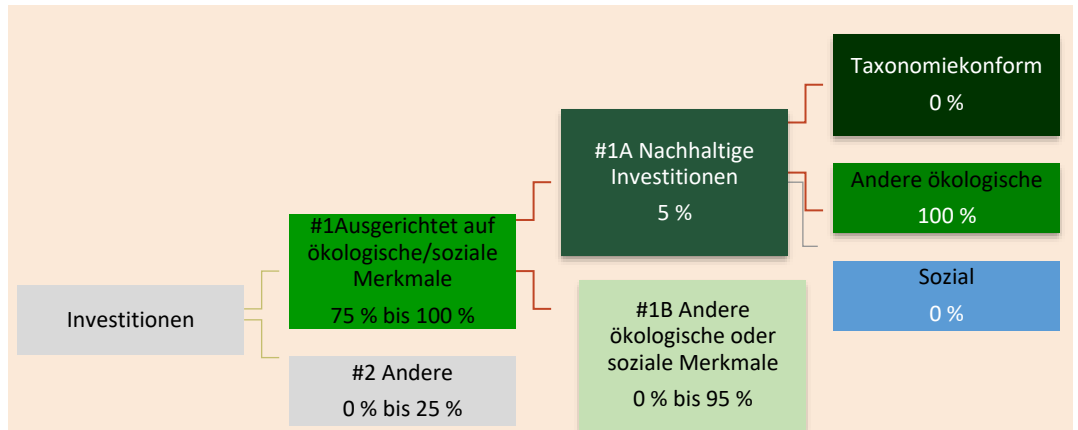 Investitionen
#1Ausgerichtet auf
ökologische/soziale
Merkmale
75 % bis 100 %
#2 Andere
0 % bis 25 %
#1A Nachhaltige
Investitionen
5 %
#1B Andere
ökologische oder
soziale Merkmale
0 % bis 95 %
Taxonomiekonform
0 %
Andere ökologische
100 %
Sozial
0 %